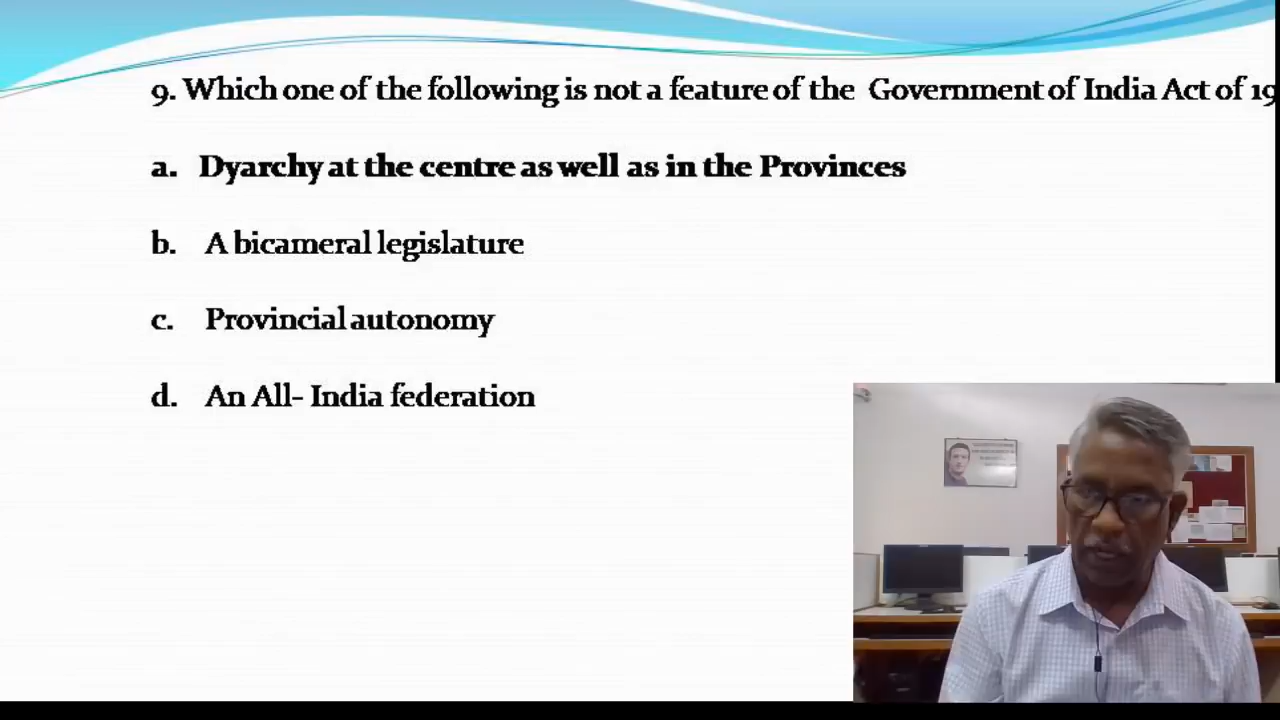 9. Which one of the following is not a feature of the Government of India Act of 19
a. Dyarchy at the centre as well as in the Provinces
b. A bicameral legislature
c. Provincial autonomy
d. An All- India federation